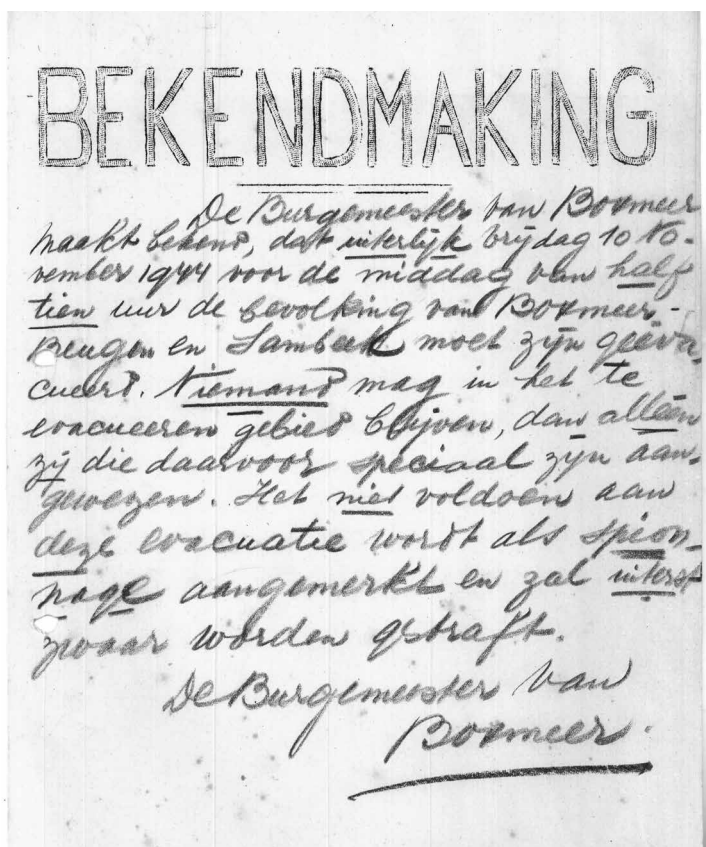 BEKENDMAKING
De Burgemeester van Boxmeer
maakt bekend, dat uiterlijk Vrijdag 10 No-
vember 1944 voor de middag van half
tien uur de bevolking van Boxmeer-
Beugen en Sambeek moet zijn geëva-
cueerd. Niemand mag in het te
evacueeren gebied blijven, dan alléén
zij die daarvoor speciaal zijn aan-
gewezen. Het niet voldoen aan
deze evacuatie wordt als spion-
nage aangemerkt en zal uiterst
zwaar worden gestraft.
De Burgemeester van
Boxmeer.